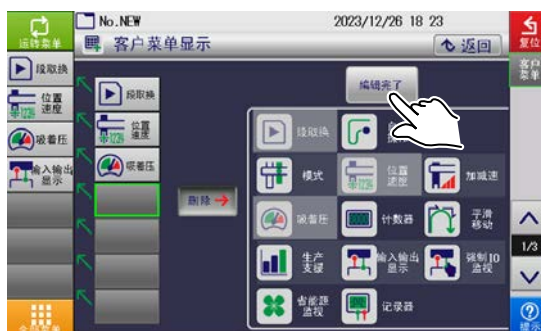 No.NEW
2023/12/26 18 23
运转菜单
客户菜单显示
返回
复位
客户
菜单
段取换
位置
速度
吸着压
输入输出
显示
段取换
位置
速度
吸着压
删除
编辑完了
段取换
模式
位置
速度
加减速
吸着压
计数器
平滑
移动
生产
支援
输入输出
显示
强制IO
监视
省能源
监视
记录器
1/3
全部菜单
提示